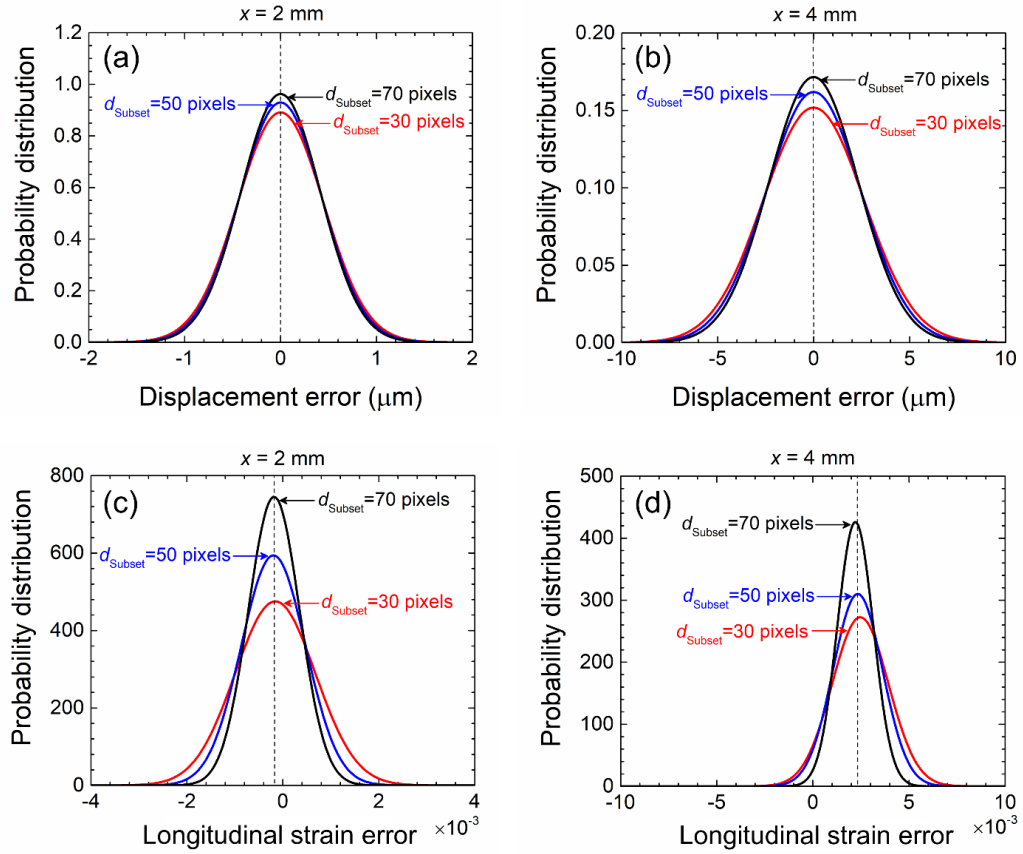 x = 2 mm
(a)
1.2
1.0
0.8
0.6
0.4
0.2
0.0
Probability distribution
dSubset=70 pixels
dSubset=50 pixels
dSubset=30 pixels
-2 -1 0 1 2
Displacement error (μm)
x = 4 mm
(b)
0.20
0.15
0.10
0.05
0.00
Probability distribution
dSubset=70 pixels
dSubset=50 pixels
dSubset=30 pixels
-10 -5 0 5 10
Displacement error (μm)
x = 2 mm
(c)
800
600
400
200
0
Probability distribution
dSubset=70 pixels
dSubset=50 pixels
dSubset=30 pixels
-4 -2 0 2 4
Longitudinal strain error ×10-3
x = 4 mm
(d)
500
400
300
200
100
0
Probability distribution
dSubset=70 pixels
dSubset=50 pixels
dSubset=30 pixels
-10 -5 0 5 10
Longitudinal strain error ×10-3